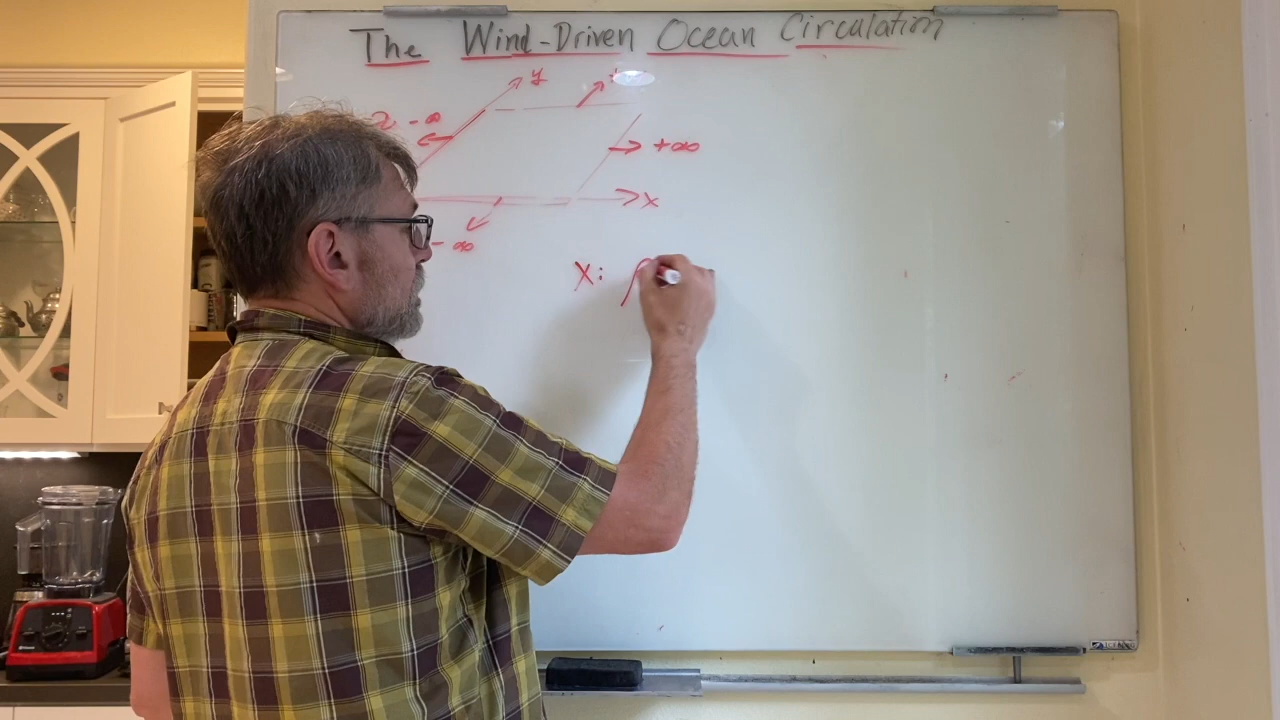 The Wind-Driven Ocean Circulation
y
-∞
+∞
x
-∞
X: